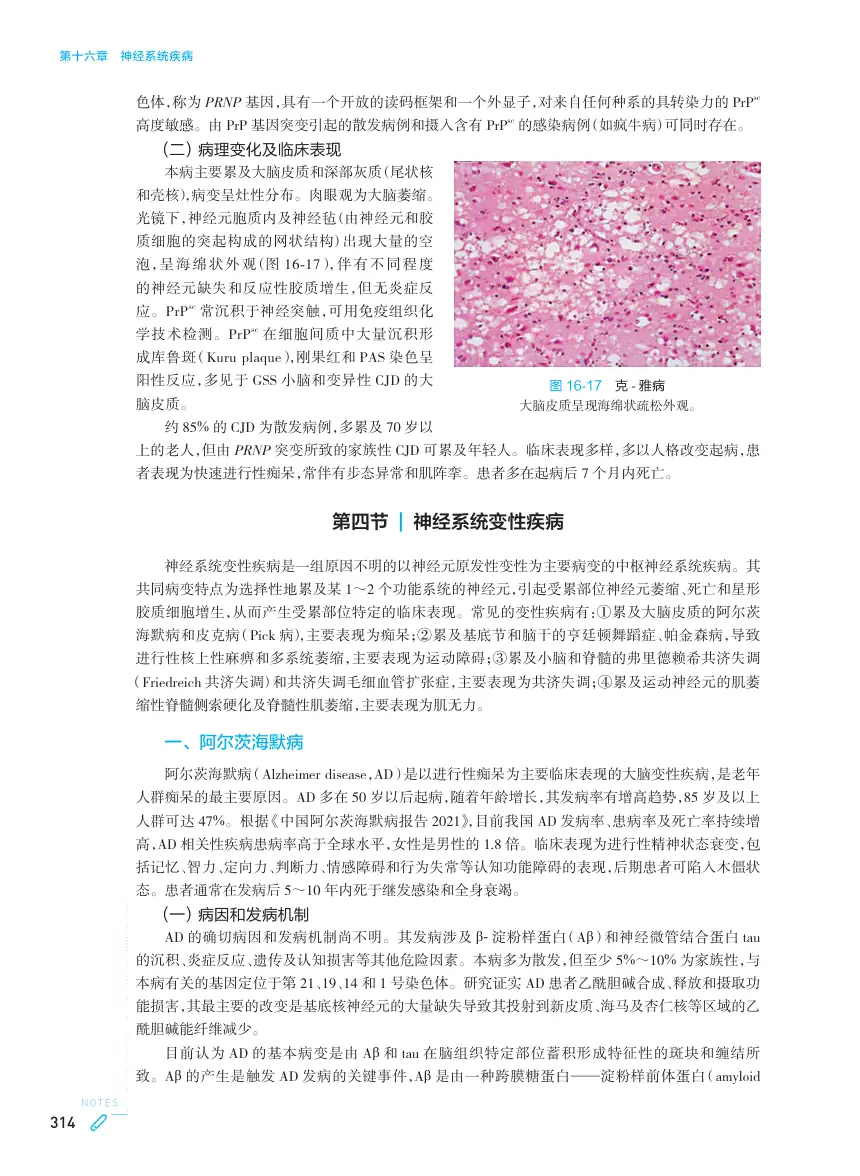 第十六章 神经系统疾病
色体，称为 PRNP 基因，具有一个开放的读码框架和一个外显子，对来自任何种系的具转染力的 PrPsc
高度敏感。由 PrP 基因突变引起的散发病例和摄入含有 PrPsc 的感染病例（如疯牛病）可同时存在。
（二）病理变化及临床表现
本病主要累及大脑皮质和深部灰质（尾状核
和壳核），病变呈灶性分布。肉眼观为大脑萎缩。
光镜下，神经元胞质内及神经毡（由神经元和胶
质细胞的突起构成的网状结构）出现大量的空
泡，呈海绵状外观（图 16-17），伴有不同程度
的神经元缺失和反应性胶质增生，但无炎症反
应。PrPsc 常沉积于神经突触，可用免疫组织化
学技术检测。PrPsc 在细胞间质中大量沉积形
成库鲁斑（Kuru plaque），刚果红和 PAS 染色呈
阳性反应，多见于 GSS 小脑和变异性 CJD 的大
脑皮质。
图 16-17 克 - 雅病
大脑皮质呈现海绵状疏松外观。
约 85% 的 CJD 为散发病例，多累及 70 岁以
上的老人，但由 PRNP 突变所致的家族性 CJD 可累及年轻人。临床表现多样，多以人格改变起病，患
者表现为快速进行性痴呆，常伴有步态异常和肌阵挛。患者多在起病后 7 个月内死亡。
第四节 | 神经系统变性疾病
神经系统变性疾病是一组原因不明的以神经元原发性变性为主要病变的中枢神经系统疾病。其
共同病变特点为选择性地累及某 1～2 个功能系统的神经元，引起受累部位神经元萎缩、死亡和星形
胶质细胞增生，从而产生受累部位特定的临床表现。常见的变性疾病有：①累及大脑皮质的阿尔茨
海默病和皮克病（Pick 病），主要表现为痴呆；②累及基底节和脑干的亨廷顿舞蹈症、帕金森病，导致
进行性核上性麻痹和多系统萎缩，主要表现为运动障碍；③累及小脑和脊髓的弗里德赖希共济失调
（Friedreich 共济失调）和共济失调毛细血管扩张症，主要表现为共济失调；④累及运动神经元的肌萎
缩性脊髓侧索硬化及脊髓性肌萎缩，主要表现为肌无力。
一、阿尔茨海默病
阿尔茨海默病（Alzheimer disease，AD）是以进行性痴呆为主要临床表现的大脑变性疾病，是老年
人群痴呆的最主要原因。AD 多在 50 岁以后起病，随着年龄增长，其发病率有增高趋势，85 岁及以上
人群可达 47%。根据《中国阿尔茨海默病报告 2021》，目前我国 AD 发病率、患病率及死亡率持续增
高，AD 相关性疾病患病率高于全球水平，女性是男性的 1.8 倍。临床表现为进行性精神状态衰变，包
括记忆、智力、定向力、判断力、情感障碍和行为失常等认知功能障碍的表现，后期患者可陷入木僵状
态。患者通常在发病后 5～10 年内死于继发感染和全身衰竭。
（一）病因和发病机制
AD 的确切病因和发病机制尚不明。其发病涉及 β- 淀粉样蛋白（Aβ）和神经微管结合蛋白 tau
的沉积、炎症反应、遗传及认知损害等其他危险因素。本病多为散发，但至少 5%～10% 为家族性，与
本病有关的基因定位于第 21、19、14 和 1 号染色体。研究证实 AD 患者乙酰胆碱合成、释放和摄取功
能损害，其最主要的改变是基底核神经元的大量缺失导致其投射到新皮质、海马及杏仁核等区域的乙
酰胆碱能纤维减少。
目前认为 AD 的基本病变是由 Aβ 和 tau 在脑组织特定部位蓄积形成特征性的斑块和缠结所
致。Aβ 的产生是触发 AD 发病的关键事件，Aβ 是由一种跨膜糖蛋白——淀粉样前体蛋白（amyloid
NOTES
314